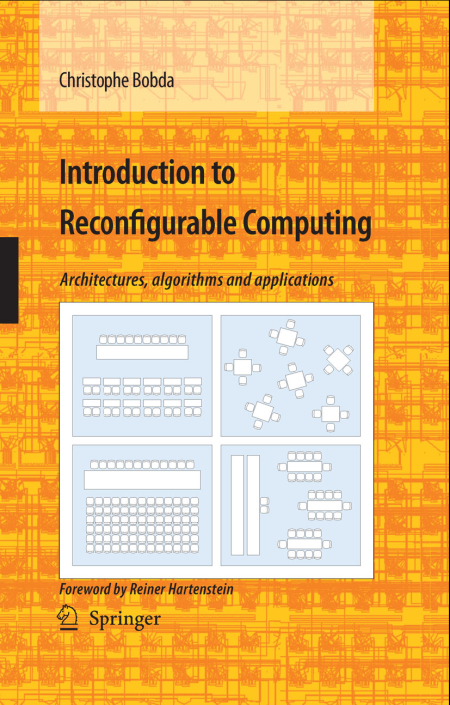 Christophe Bobda
Introduction to
Reconfigurable Computing
Architectures, algorithms and applications
Foreword by Reiner Hartenstein
Springer